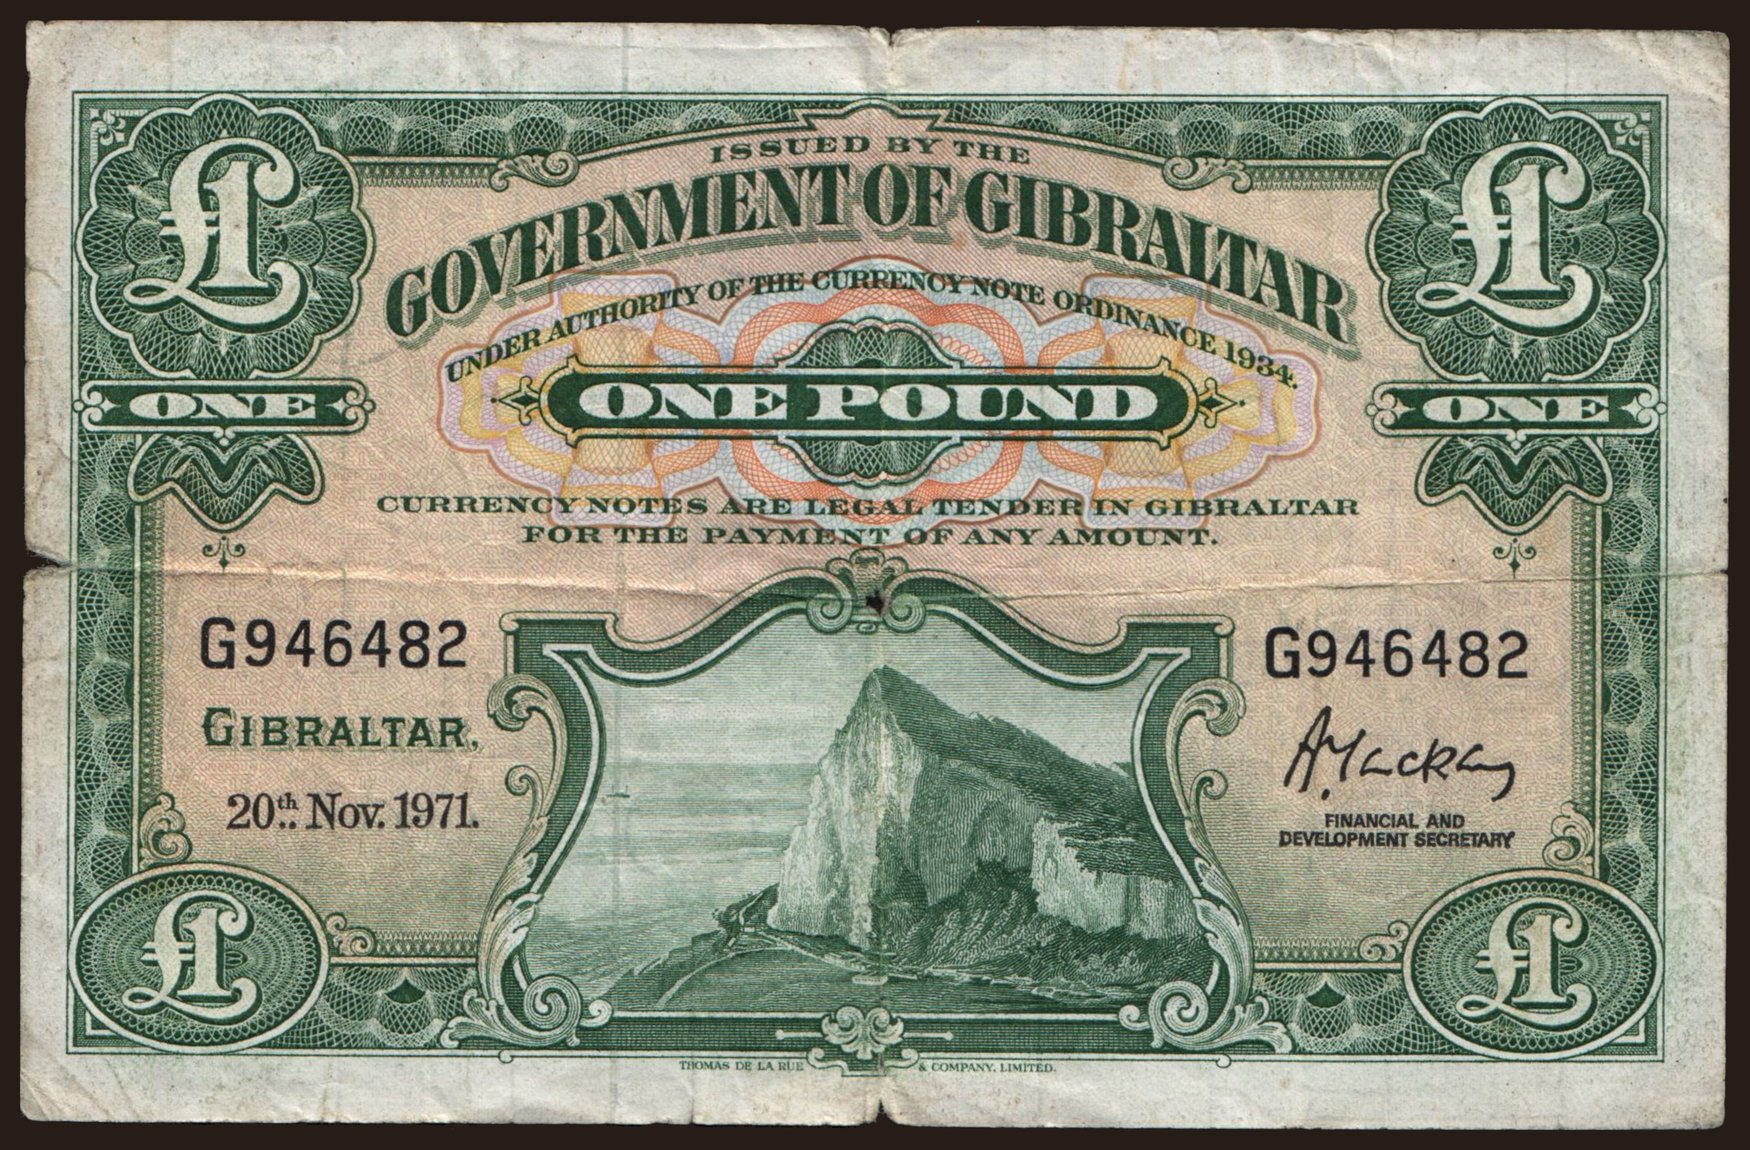 ISSUED BY THE
GOVERNMENT OF GIBRALTAR
UNDER AUTHORITY OF THE CURRENCY NOTE ORDINANCE 1934.
£1
£1
ONE
ONE POUND
ONE
CURRENCY NOTES ARE LEGAL TENDER IN GIBRALTAR
FOR THE PAYMENT OF ANY AMOUNT.
G946482
G946482
GIBRALTAR,
20th Nov. 1971.
A Mackay
FINANCIAL AND
DEVELOPMENT SECRETARY
£1
£1
THOMAS DE LA RUE & COMPANY, LIMITED.